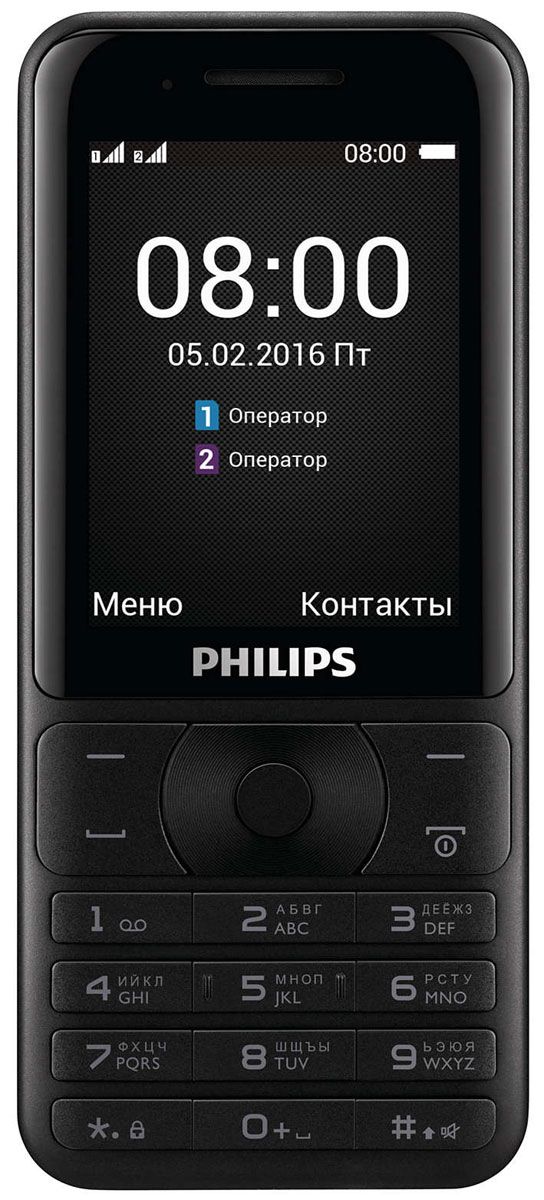 1 2 08:00
08:00
05.02.2016 Пт
1 Оператор
2 Оператор
Меню Контакты
PHILIPS
1 2 АБВГ ABC 3 ДЕЁЖЗ DEF
4 ИЙКЛ GHI 5 МНОП JKL 6 РСТУ MNO
7 ФХЦЧ PQRS 8 ШЩЪЫ TUV 9 ЬЭЮЯ WXYZ
*. 0+ #